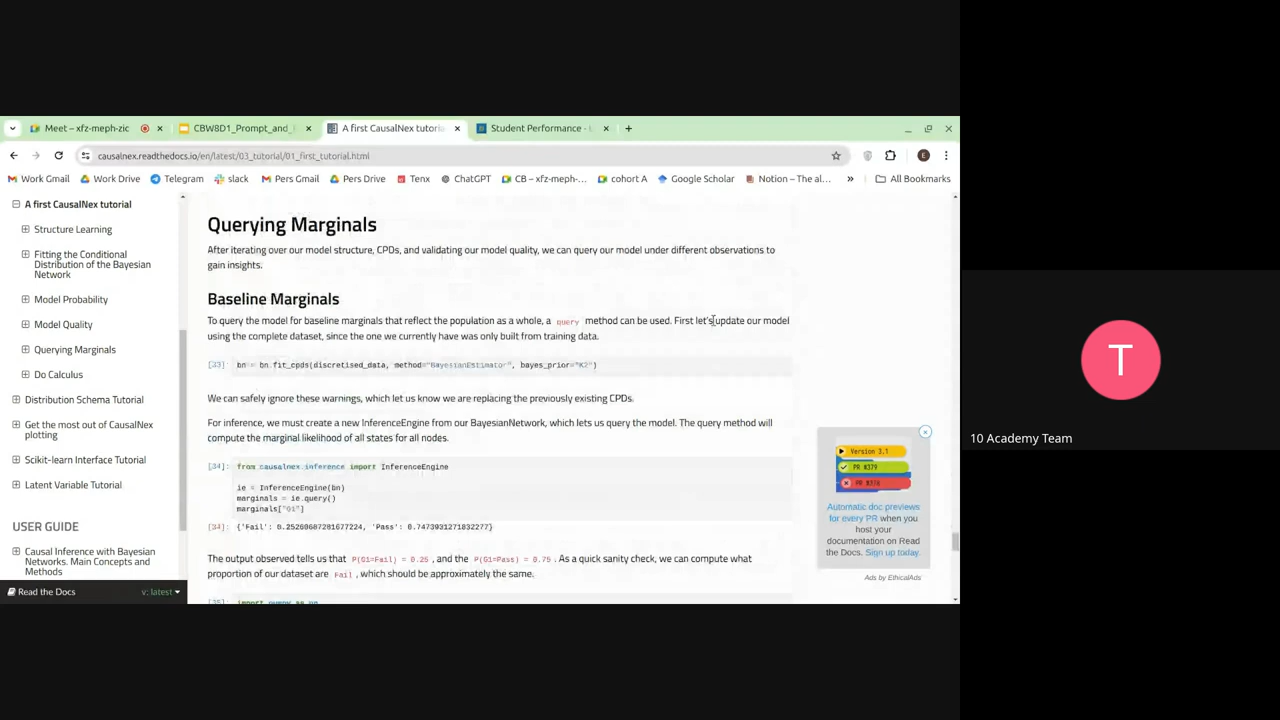 Meet – xfz-meph-zic
CBW8D1_Prompt_and_
A first CausalNex tutoria
Student Performance -
causalnex.readthedocs.io/en/latest/03_tutorial/01_first_tutorial.html
Work Gmail
Work Drive
Telegram
slack
Pers Gmail
Pers Drive
Tenx
ChatGPT
CB – xfz-meph-...
cohort A
Google Scholar
Notion – The al...
All Bookmarks
A first CausalNex tutorial
Structure Learning
Fitting the Conditional
Distribution of the Bayesian
Network
Model Probability
Model Quality
Querying Marginals
Do Calculus
Distribution Schema Tutorial
Get the most out of CausalNex
plotting
Scikit-learn Interface Tutorial
Latent Variable Tutorial
USER GUIDE
Causal Inference with Bayesian
Networks. Main Concepts and
Methods
Read the Docs
v: latest
Querying Marginals
After iterating over our model structure, CPDs, and validating our model quality, we can query our model under different observations to
gain insights.
Baseline Marginals
To query the model for baseline marginals that reflect the population as a whole, a query method can be used. First let's update our model
using the complete dataset, since the one we currently have was only built from training data.
[33]: bn = bn.fit_cpds(discretised_data, method="BayesianEstimator", bayes_prior="K2")
We can safely ignore these warnings, which let us know we are replacing the previously existing CPDs.
For inference, we must create a new InferenceEngine from our BayesianNetwork, which lets us query the model. The query method will
compute the marginal likelihood of all states for all nodes.
[34]: from causalnex.inference import InferenceEngine
ie = InferenceEngine(bn)
marginals = ie.query()
marginals["G1"]
[34]: {'Fail': 0.25260687281677224, 'Pass': 0.7473931271832277}
The output observed tells us that P(G1=Fail) = 0.25, and the P(G1=Pass) = 0.75. As a quick sanity check, we can compute what
proportion of our dataset are Fail, which should be approximately the same.
[35]: import numpy as np
Version 3.1
PR #379
PR #378
Automatic doc previews
for every PR when you
host your
documentation on Read
the Docs. Sign up today.
Ads by EthicalAds
T
10 Academy Team